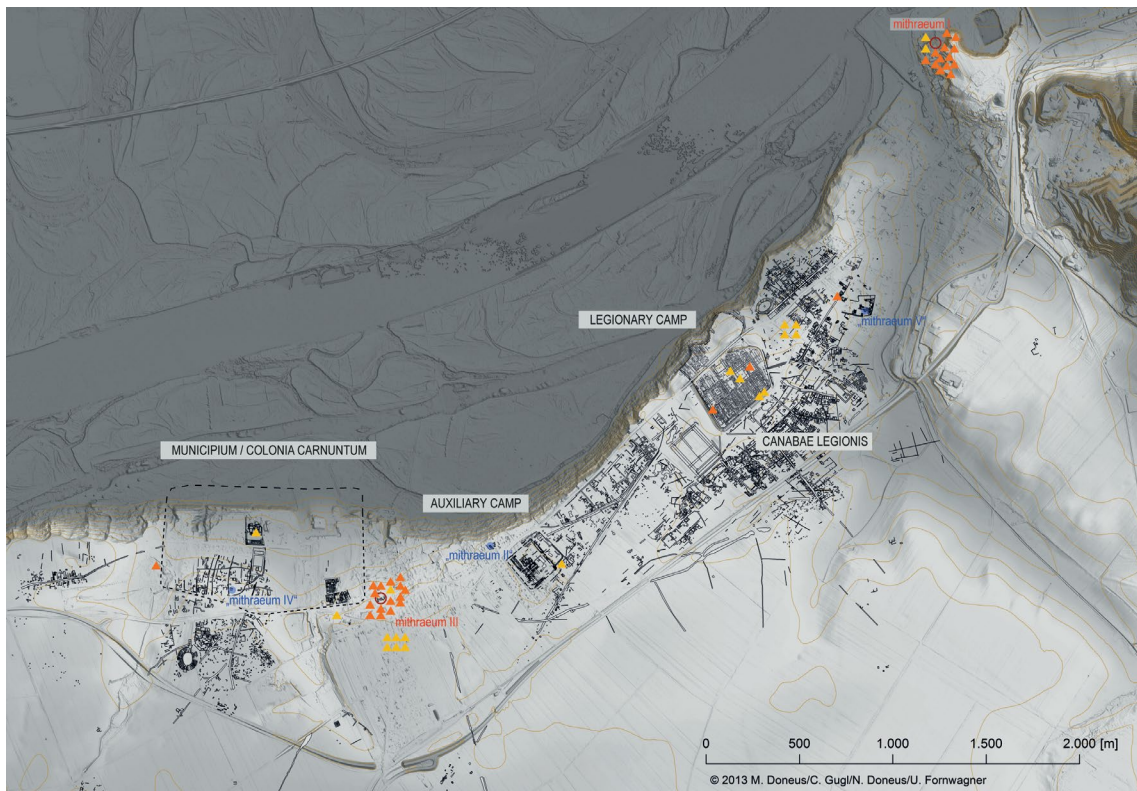 mithraeum
LEGIONARY CAMP
„mithraeum V“
CANABAE LEGIONIS
MUNICIPIUM / COLONIA CARNUNTUM
AUXILIARY CAMP
„mithraeum II“
„mithraeum IV“
mithraeum III
0 500 1.000 1.500 2.000 [m]
© 2013 M. Doneus/C. Gugl/N. Doneus/U. Fornwagner